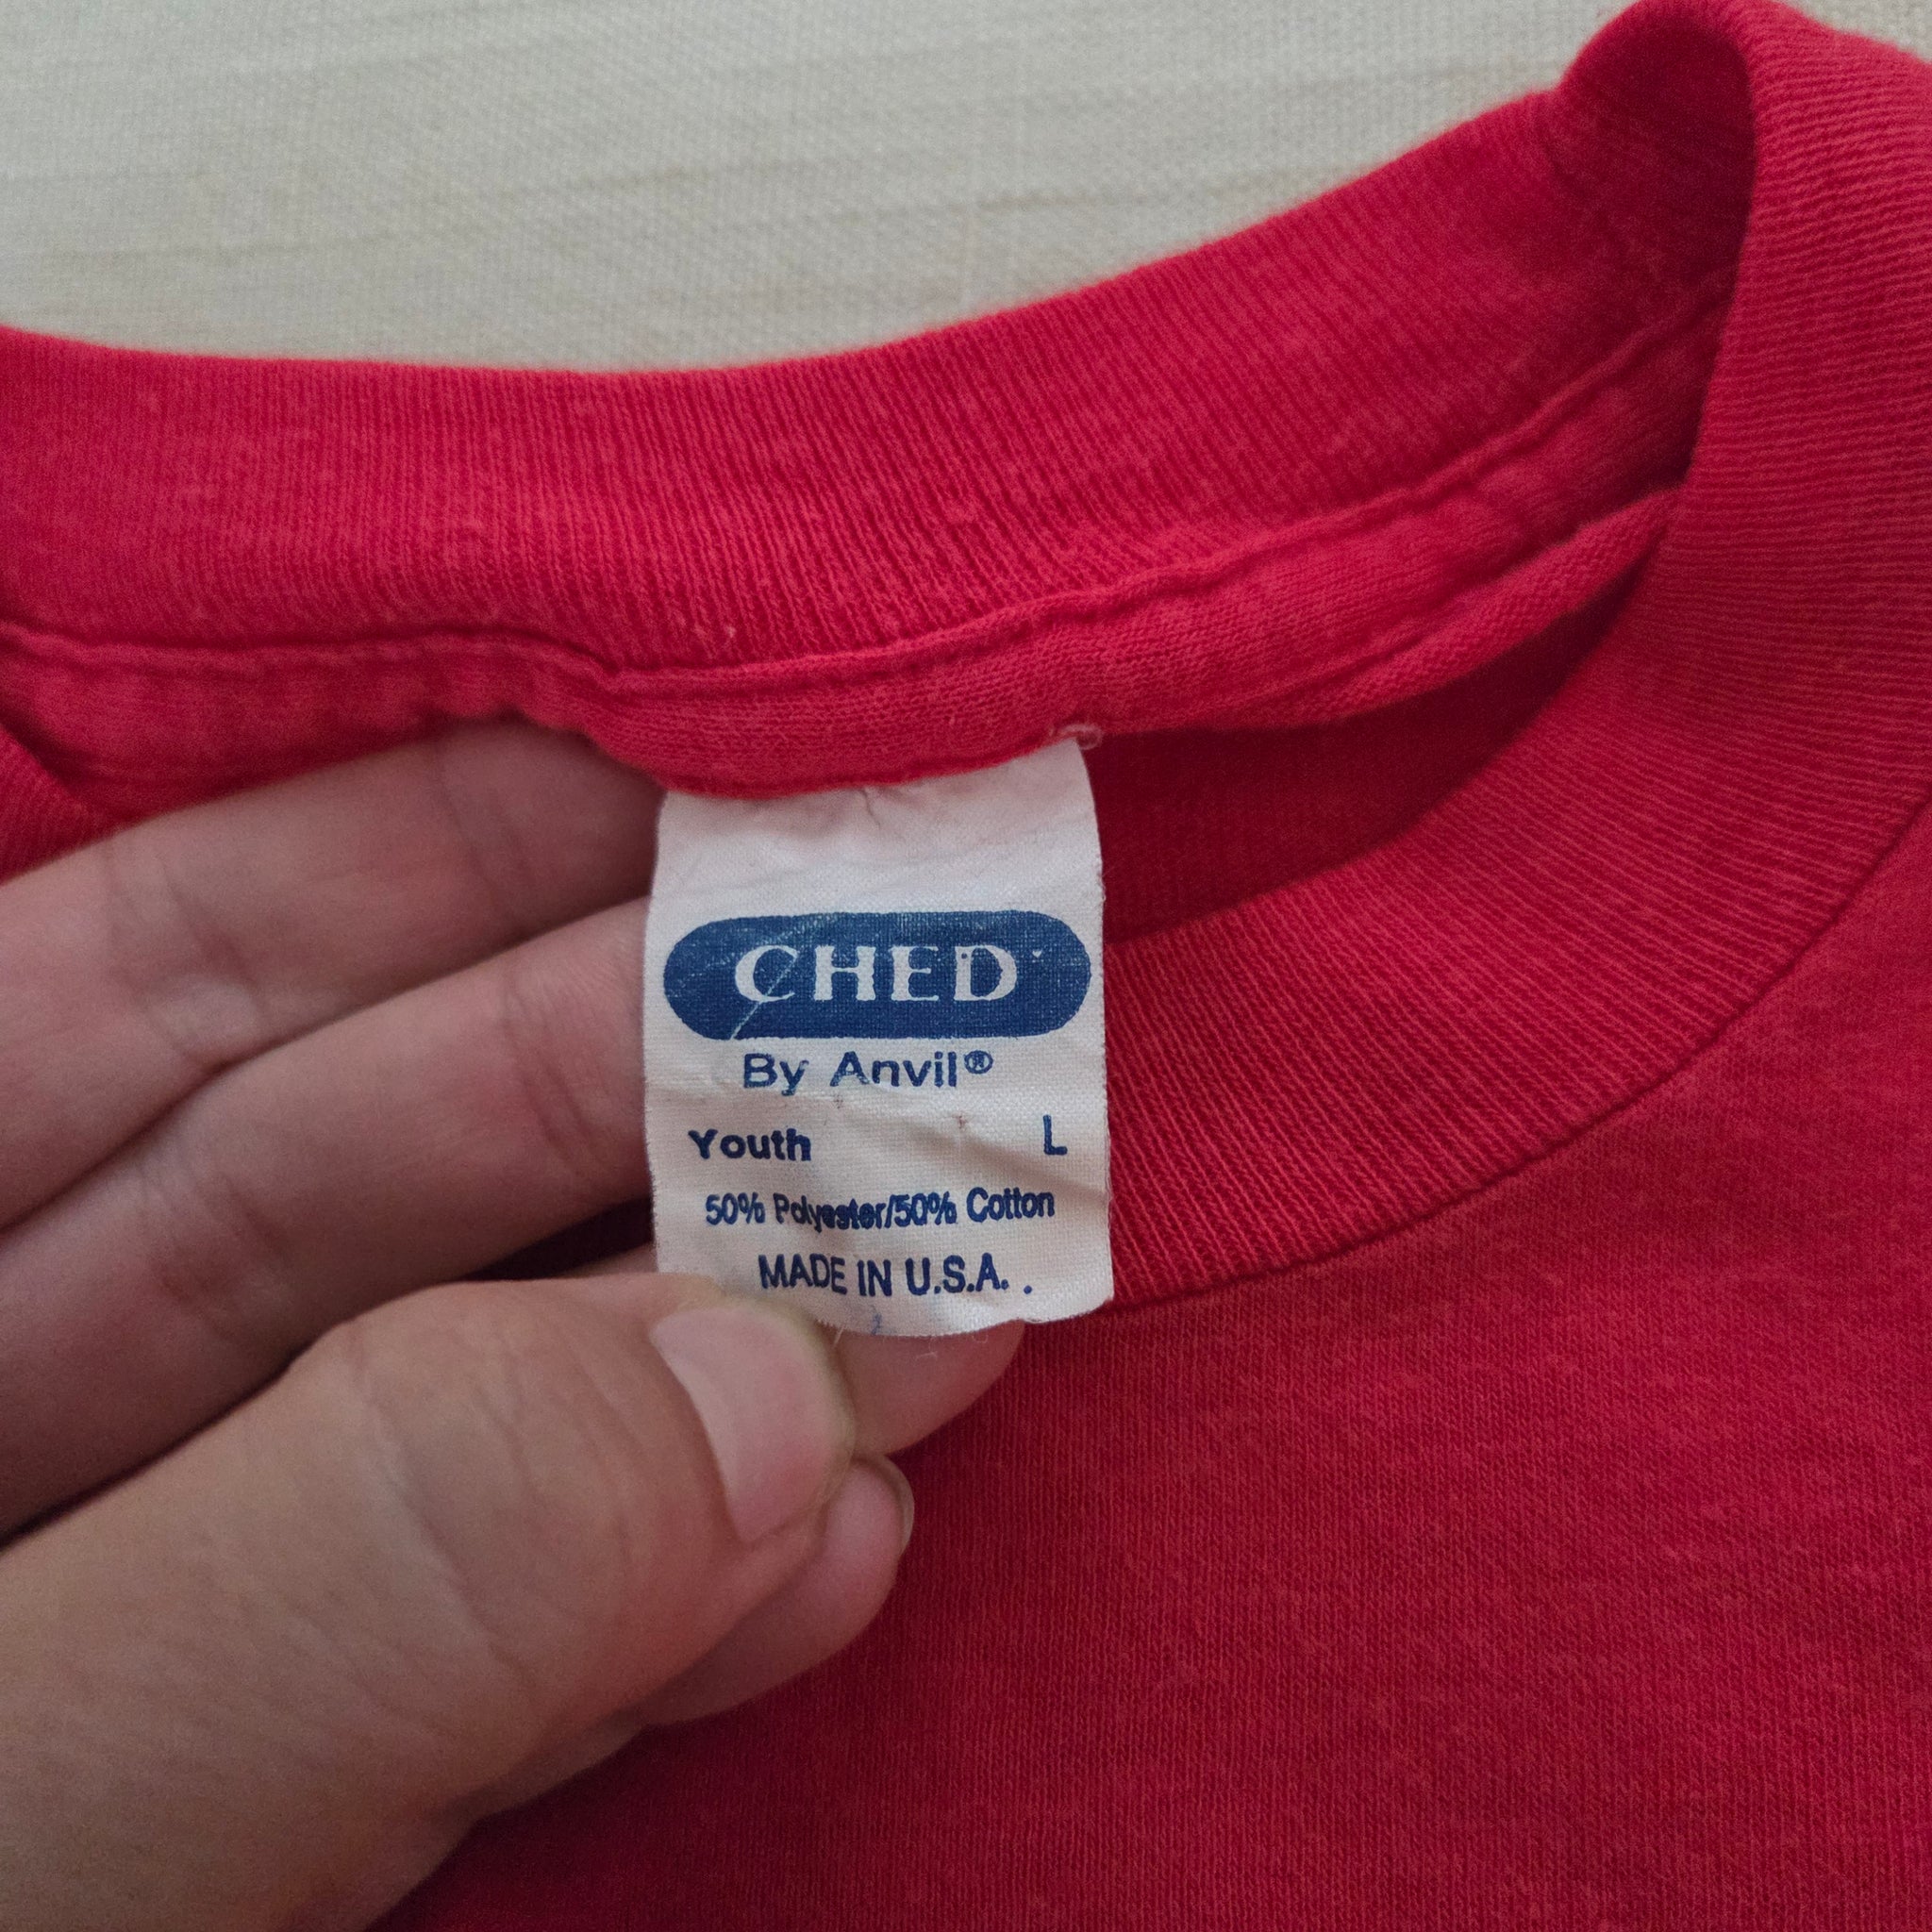 CHED
By Anvil®
Youth L
50% Polyester/50% Cotton
MADE IN U.S.A.